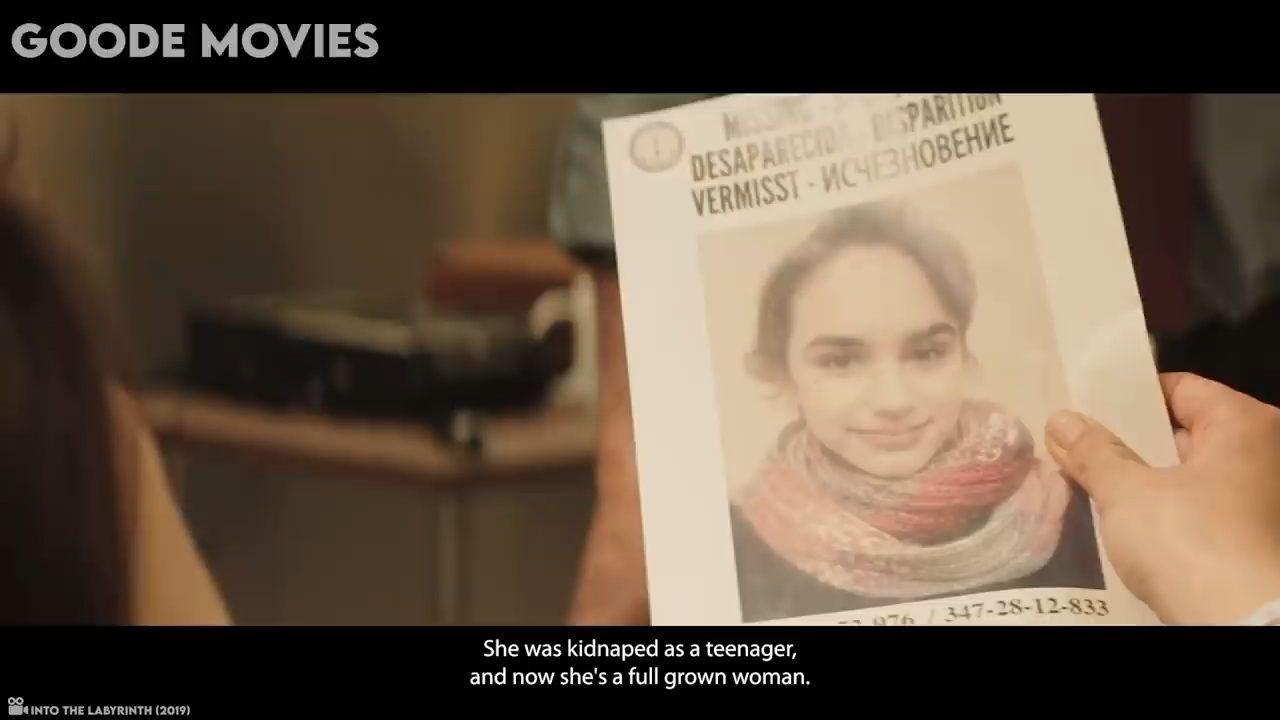 GOODE MOVIES
DESAPARECIDA - DISPARITION
VERMISST - ИСЧЕЗНОВЕНИЕ
976 / 347-28-12-833
She was kidnaped as a teenager,
and now she's a full grown woman.
INTO THE LABYRINTH (2019)